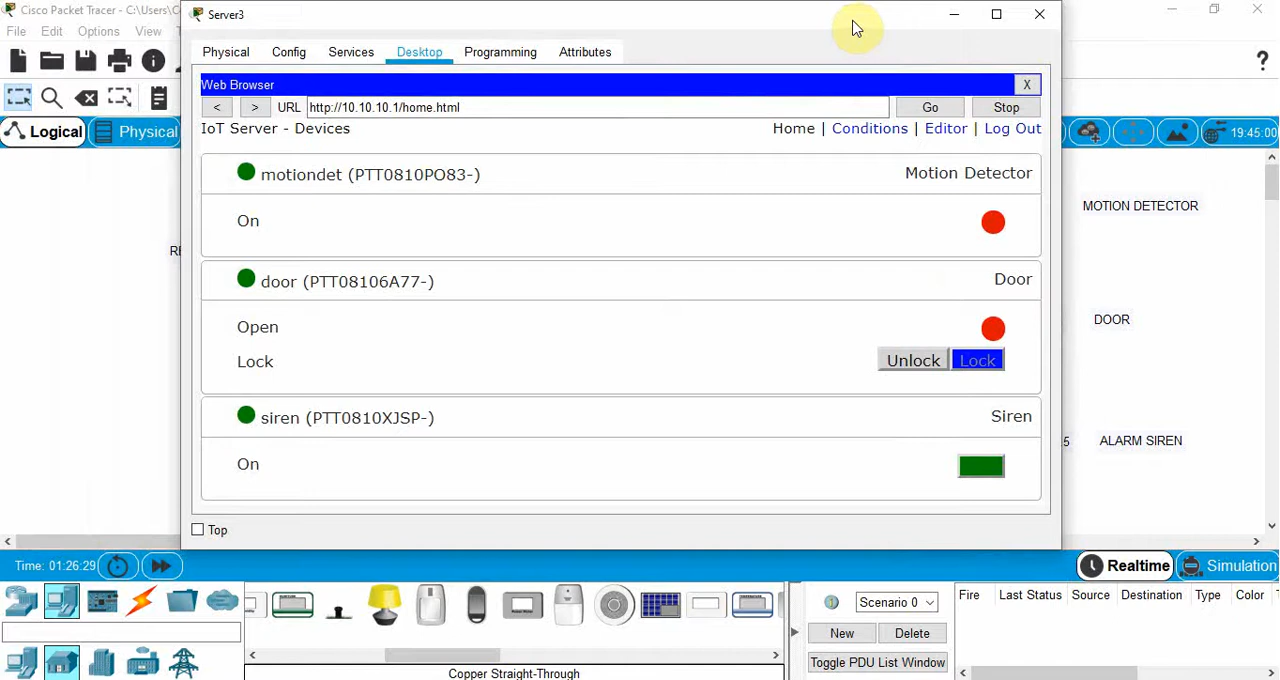 Cisco Packet Tracer - C:\Users\C
Server3
File Edit Options View
Physical Config Services Desktop Programming Attributes
Web Browser X
< > URL http://10.10.10.1/home.html Go Stop
Logical Physical
IoT Server - Devices Home | Conditions | Editor | Log Out
19:45:00
motiondet (PTT0810PO83-) Motion Detector
MOTION DETECTOR
On
door (PTT08106A77-) Door
Open
DOOR
Lock Unlock Lock
siren (PTT0810XJSP-) Siren
5 ALARM SIREN
On
Top
Time: 01:26:29 Realtime Simulation
Scenario 0 Fire Last Status Source Destination Type Color
New Delete
Toggle PDU List Window
Copper Straight-Through